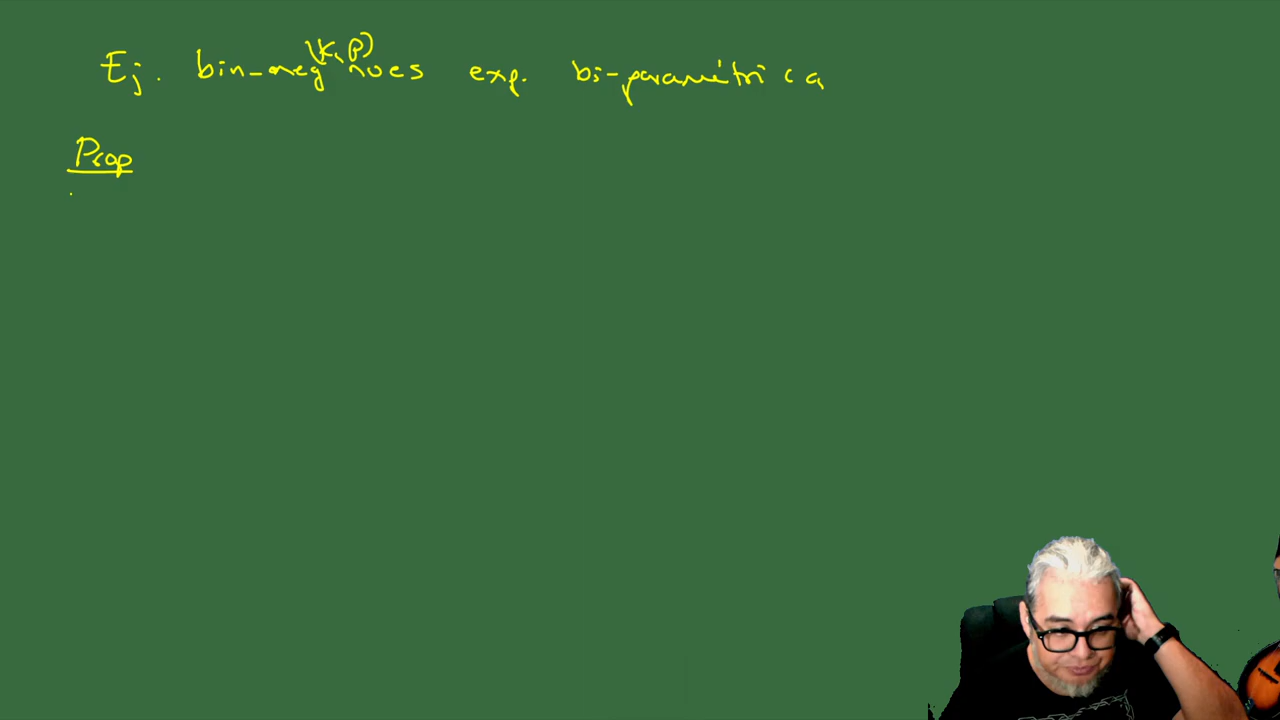 (k, p)
Ej. bin-neg no es exp. bi-paramétrica
Prop